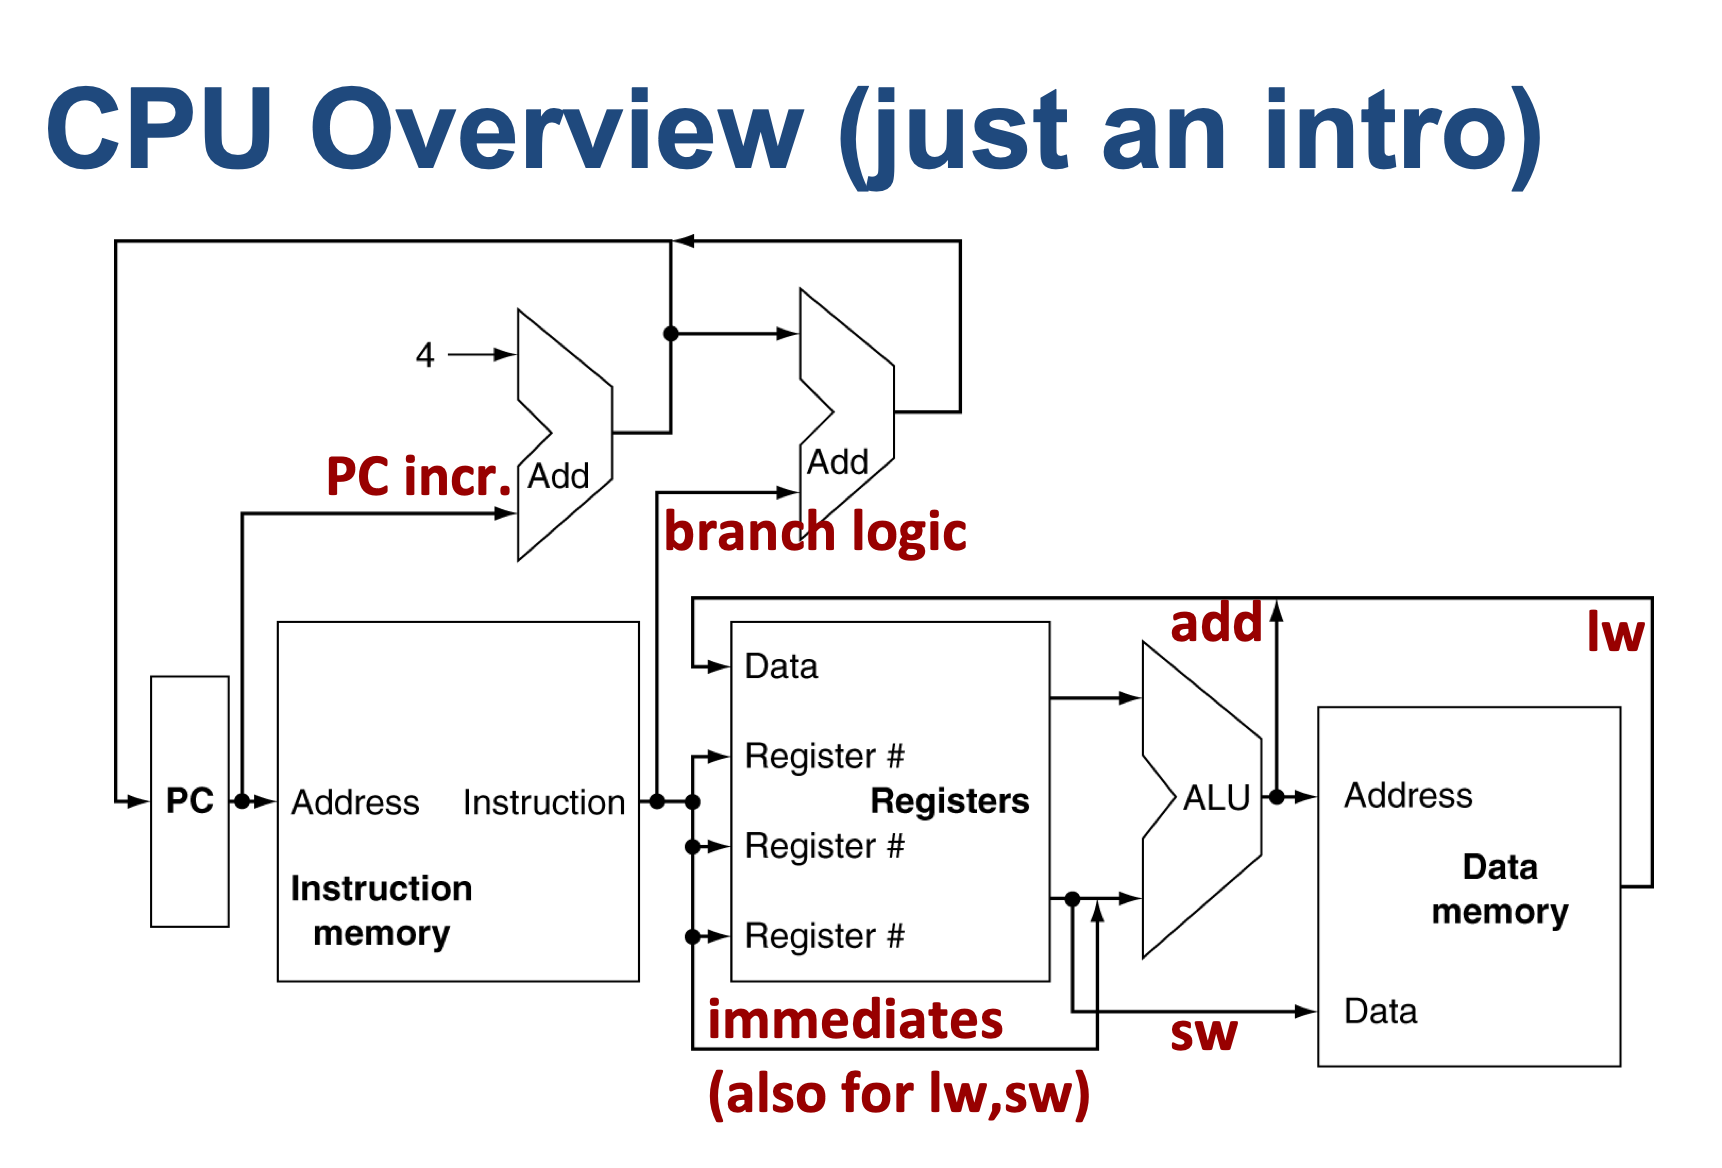 CPU Overview (just an intro)
4
Add
PC incr.
Add
branch logic
add
lw
Data
Register #
Registers
Register #
Register #
PC
Address
Instruction
Instruction
memory
ALU
Address
Data
memory
Data
immediates
sw
(also for lw,sw)